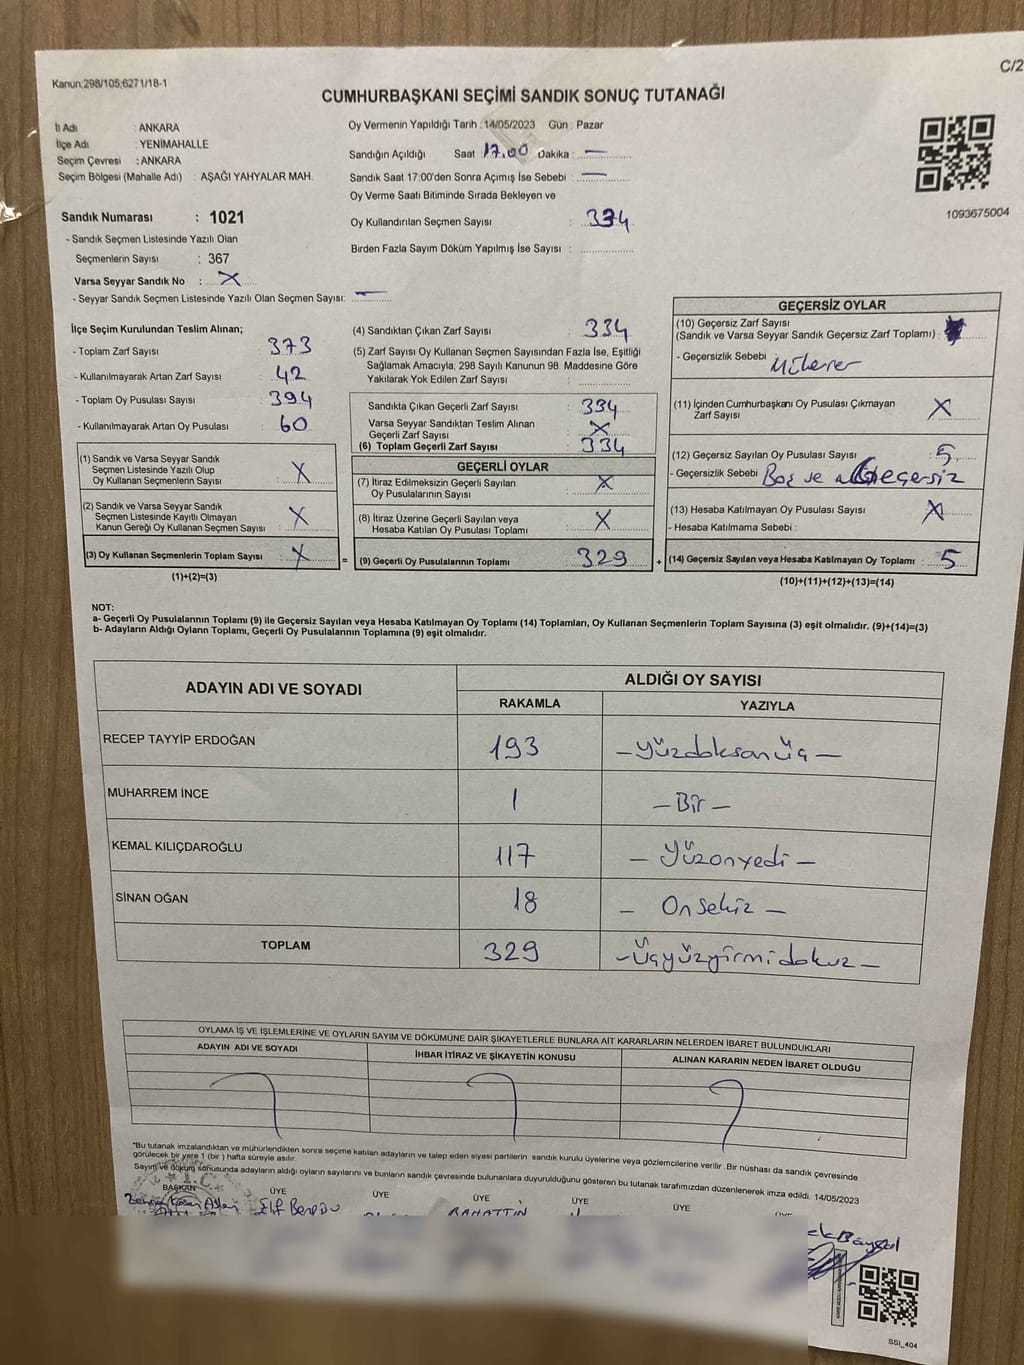 C/2
Kanun;298/105;6271/18-1
CUMHURBAŞKANI SEÇİMİ SANDIK SONUÇ TUTANAĞI
İl Adı : ANKARA
İlçe Adı : YENİMAHALLE
Seçim Çevresi : ANKARA
Seçim Bölgesi (Mahalle Adı) : AŞAĞI YAHYALAR MAH.
Oy Vermenin Yapıldığı Tarih : 14/05/2023 Gün : Pazar
Sandığın Açıldığı Saat 17.00 Dakika : —
Sandık Saat 17:00'den Sonra Açımış İse Sebebi : —
Oy Verme Saati Bitiminde Sırada Bekleyen ve
Oy Kullandırılan Seçmen Sayısı : 334
Birden Fazla Sayım Döküm Yapılmış İse Sayısı :
1093675004
Sandık Numarası : 1021
- Sandık Seçmen Listesinde Yazılı Olan
Seçmenlerin Sayısı : 367
Varsa Seyyar Sandık No : X
- Seyyar Sandık Seçmen Listesinde Yazılı Olan Seçmen Sayısı: —
İlçe Seçim Kurulundan Teslim Alınan;
- Toplam Zarf Sayısı : 373
- Kullanılmayarak Artan Zarf Sayısı : 42
- Toplam Oy Pusulası Sayısı : 394
- Kullanılmayarak Artan Oy Pusulası : 60
(1) Sandık ve Varsa Seyyar Sandık
Seçmen Listesinde Yazılı Olup
Oy Kullanan Seçmenlerin Sayısı : X
(2) Sandık ve Varsa Seyyar Sandık
Seçmen Listesinde Kayıtlı Olmayan
Kanun Gereği Oy Kullanan Seçmen Sayısı : X
(3) Oy Kullanan Seçmenlerin Toplam Sayısı : X =
(1)+(2)=(3)
(4) Sandıktan Çıkan Zarf Sayısı : 334
(5) Zarf Sayısı Oy Kullanan Seçmen Sayısından Fazla İse, Eşitliği
Sağlamak Amacıyla, 298 Sayılı Kanunun 98. Maddesine Göre
Yakılarak Yok Edilen Zarf Sayısı :
Sandıkta Çıkan Geçerli Zarf Sayısı : 334
Varsa Seyyar Sandıktan Teslim Alınan
Geçerli Zarf Sayısı : X
(6) Toplam Geçerli Zarf Sayısı : 334
GEÇERLİ OYLAR
(7) İtiraz Edilmeksizin Geçerli Sayılan
Oy Pusulalarının Sayısı : X
(8) İtiraz Üzerine Geçerli Sayılan veya
Hesaba Katılan Oy Pusulası Toplamı : X
(9) Geçerli Oy Pusulalarının Toplamı : 329 +
GEÇERSİZ OYLAR
(10) Geçersiz Zarf Sayısı
(Sandık ve Varsa Seyyar Sandık Geçersiz Zarf Toplamı) :
- Geçersizlik Sebebi
(11) İçinden Cumhurbaşkanı Oy Pusulası Çıkmayan
Zarf Sayısı : X
(12) Geçersiz Sayılan Oy Pusulası Sayısı : 5
- Geçersizlik Sebebi Boş ve Geçersiz
(13) Hesaba Katılmayan Oy Pusulası Sayısı : X
- Hesaba Katılmama Sebebi :
(14) Geçersiz Sayılan veya Hesaba Katılmayan Oy Toplamı : 5
(10)+(11)+(12)+(13)=(14)
NOT:
a- Geçerli Oy Pusulalarının Toplamı (9) ile Geçersiz Sayılan veya Hesaba Katılmayan Oy Toplamı (14) Toplamları, Oy Kullanan Seçmenlerin Toplam Sayısına (3) eşit olmalıdır. (9)+(14)=(3)
b- Adayların Aldığı Oyların Toplamı, Geçerli Oy Pusulalarının Toplamına (9) eşit olmalıdır.
ADAYIN ADI VE SOYADI ALDIĞI OY SAYISI
RAKAMLA YAZIYLA
RECEP TAYYİP ERDOĞAN 193 – yüzdoksanüç –
MUHARREM İNCE 1 – Bir –
KEMAL KILIÇDAROĞLU 117 – Yüzonyedi –
SİNAN OĞAN 18 – Onsekiz –
TOPLAM 329 – Üçyüzyirmidokuz –
OYLAMA İŞ VE İŞLEMLERİNE VE OYLARIN SAYIM VE DÖKÜMÜNE DAİR ŞİKAYETLERLE BUNLARA AİT KARARLARIN NELERDEN İBARET BULUNDUKLARI
ADAYIN ADI VE SOYADI İHBAR İTİRAZ VE ŞİKAYETİN KONUSU ALINAN KARARIN NEDEN İBARET OLDUĞU
*Bu tutanak imzalandıktan ve mühürlendikten sonra seçime katılan adayların ve talep eden siyasi partilerin sandık kurulu üyelerine veya gözlemcilerine verilir. Bir nüshası da sandık çevresinde
görülecek bir yere 1 (bir ) hafta süreyle asılır.
Sayım ve döküm sonusunda adayların aldığı oyların sayılarını ve bunların sandık çevresinde bulunanlara duyurulduğunu gösteren bu tutanak tarafımızdan düzenlenerek imza edildi. 14/05/2023
T.C.
BAŞKAN ÜYE ÜYE ÜYE ÜYE ÜYE
Elif BAHATTİN
SSI_404